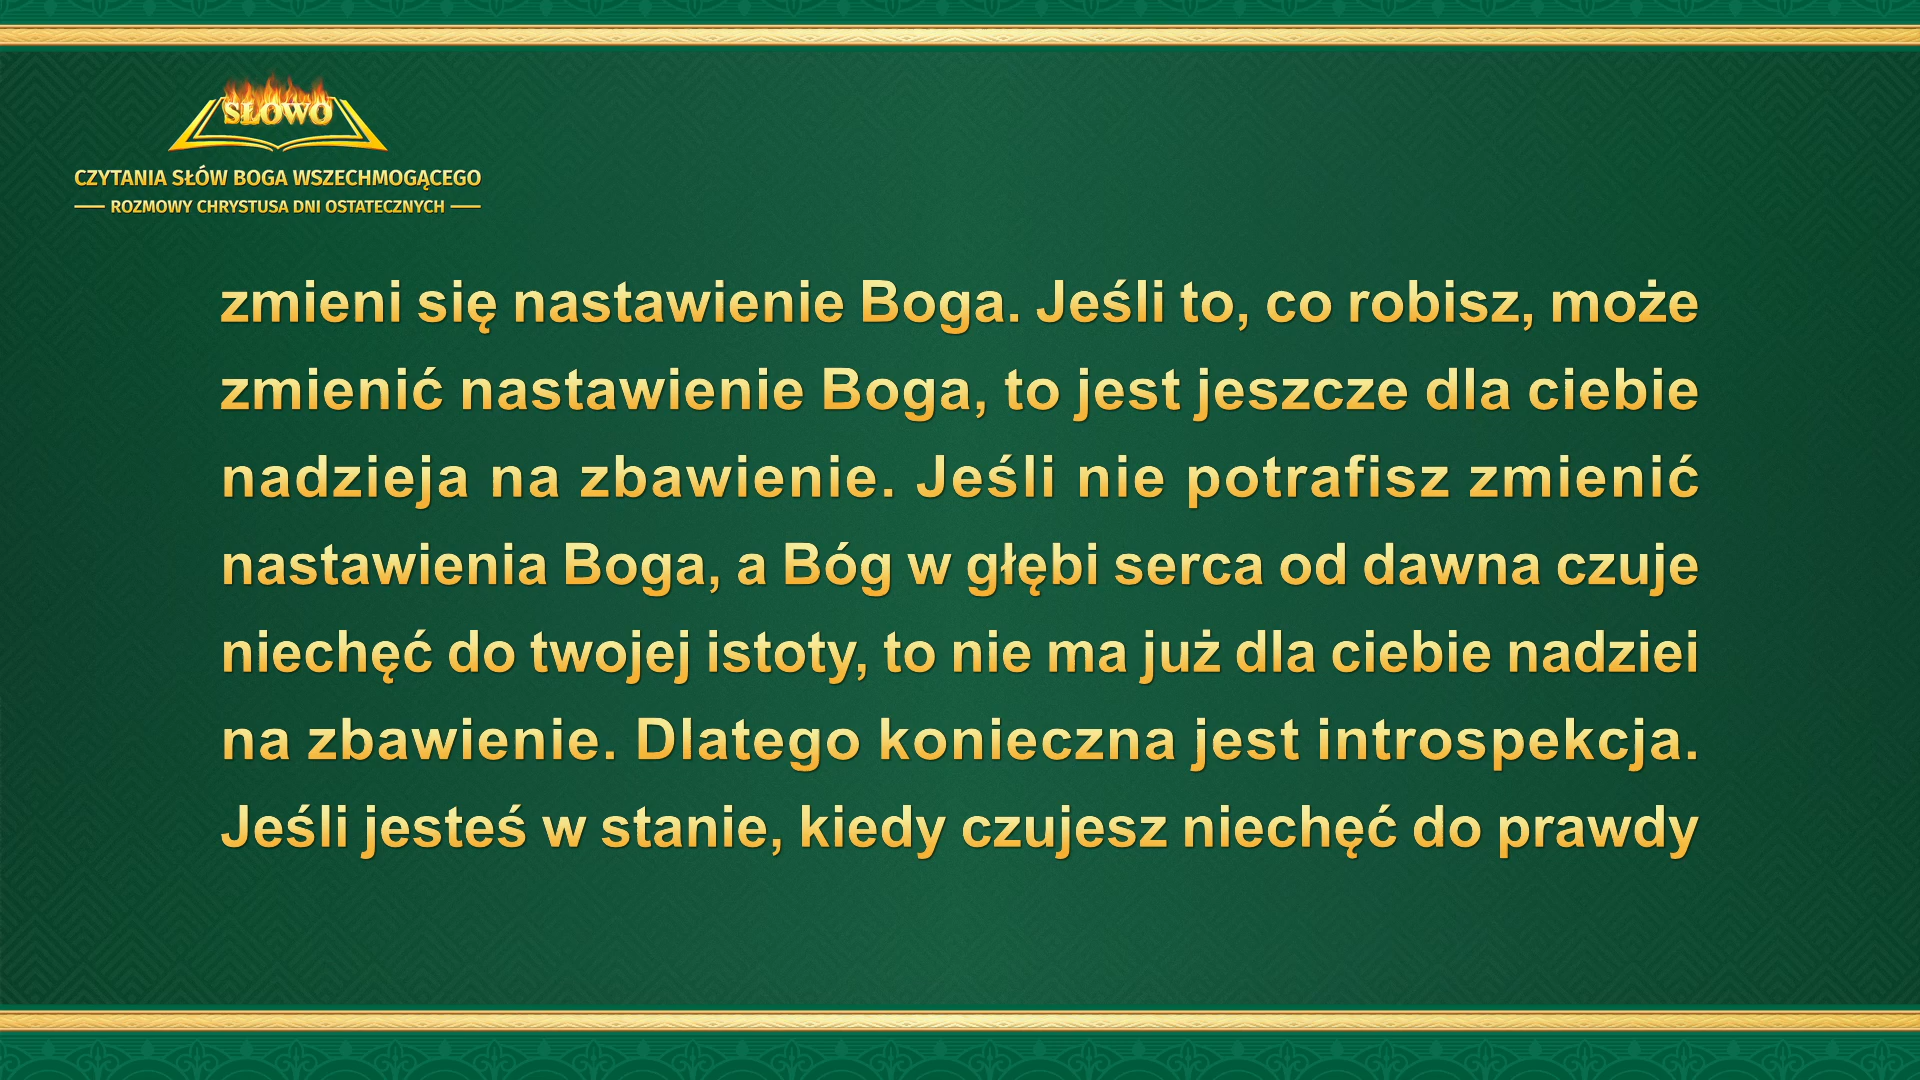 SŁOWO
CZYTANIA SŁÓW BOGA WSZECHMOGĄCEGO
ROZMOWY CHRYSTUSA DNI OSTATECZNYCH
zmieni się nastawienie Boga. Jeśli to, co robisz, może
zmienić nastawienie Boga, to jest jeszcze dla ciebie
nadzieja na zbawienie. Jeśli nie potrafisz zmienić
nastawienia Boga, a Bóg w głębi serca od dawna czuje
niechęć do twojej istoty, to nie ma już dla ciebie nadziei
na zbawienie. Dlatego konieczna jest introspekcja.
Jeśli jesteś w stanie, kiedy czujesz niechęć do prawdy